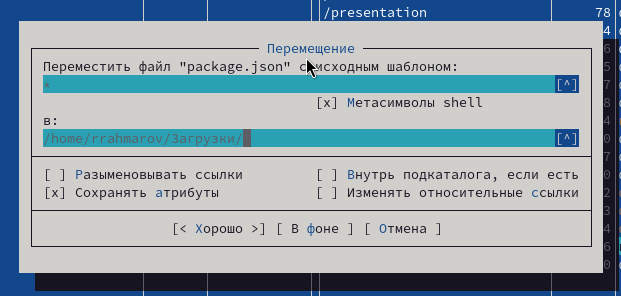 /presentation 78
4
Перемещение
Переместить файл "package.json" с исходным шаблоном:
* [^]
[x] Метасимволы shell
в:
/home/rrahmarov/Загрузки/ [^]
[ ] Разыменовывать ссылки [ ] Внутрь подкаталога, если есть
[x] Сохранять атрибуты [ ] Изменять относительные ссылки
[< Хорошо >] [ В фоне ] [ Отмена ]